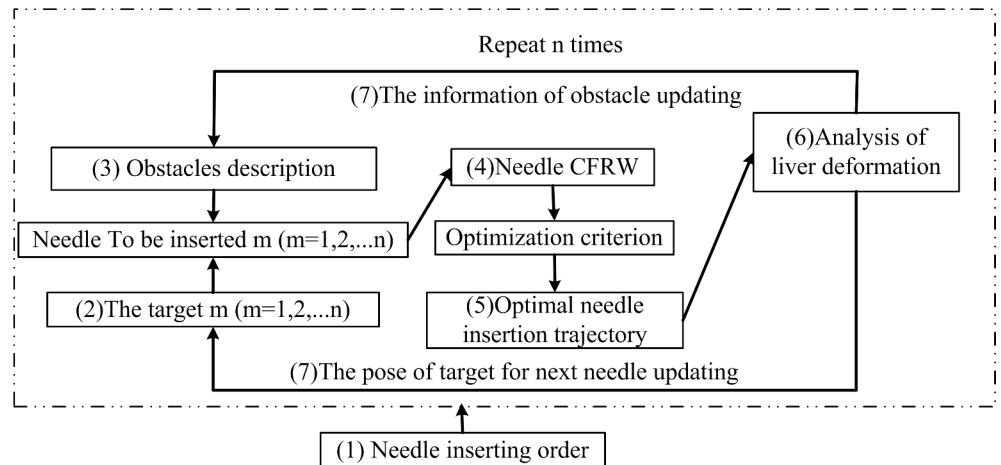 Repeat n times
(7)The information of obstacle updating
(6)Analysis of
liver deformation
(3) Obstacles description
(4)Needle CFRW
Needle To be inserted m (m=1,2,...n)
Optimization criterion
(2)The target m (m=1,2,...n)
(5)Optimal needle
insertion trajectory
(7)The pose of target for next needle updating
(1) Needle inserting order